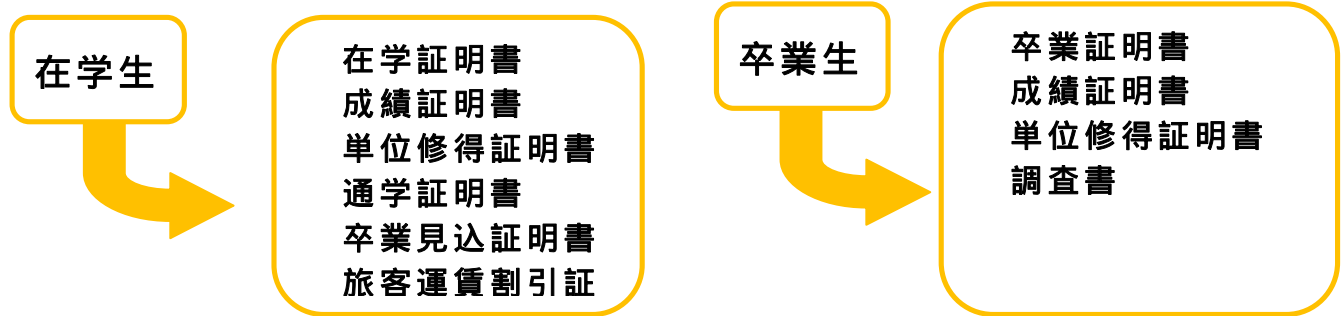 在学生
在学証明書
成績証明書
単位修得証明書
通学証明書
卒業見込証明書
旅客運賃割引証
卒業生
卒業証明書
成績証明書
単位修得証明書
調査書